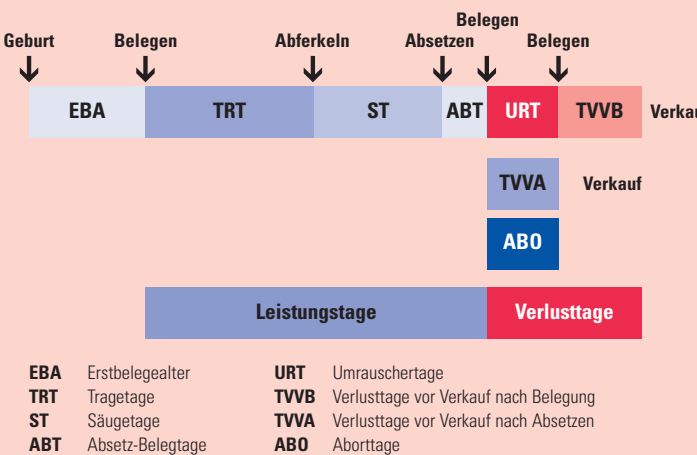 Belegen
Geburt Belegen Abferkeln Absetzen Belegen
EBA TRT ST ABT URT TVVB Verkau
TVVA Verkauf
ABO
Leistungstage Verlusttage
EBA Erstbelegealter URT Umrauschertage
TRT Tragetage TVVB Verlusttage vor Verkauf nach Belegung
ST Säugetage TVVA Verlusttage vor Verkauf nach Absetzen
ABT Absetz-Belegtage ABO Aborttage